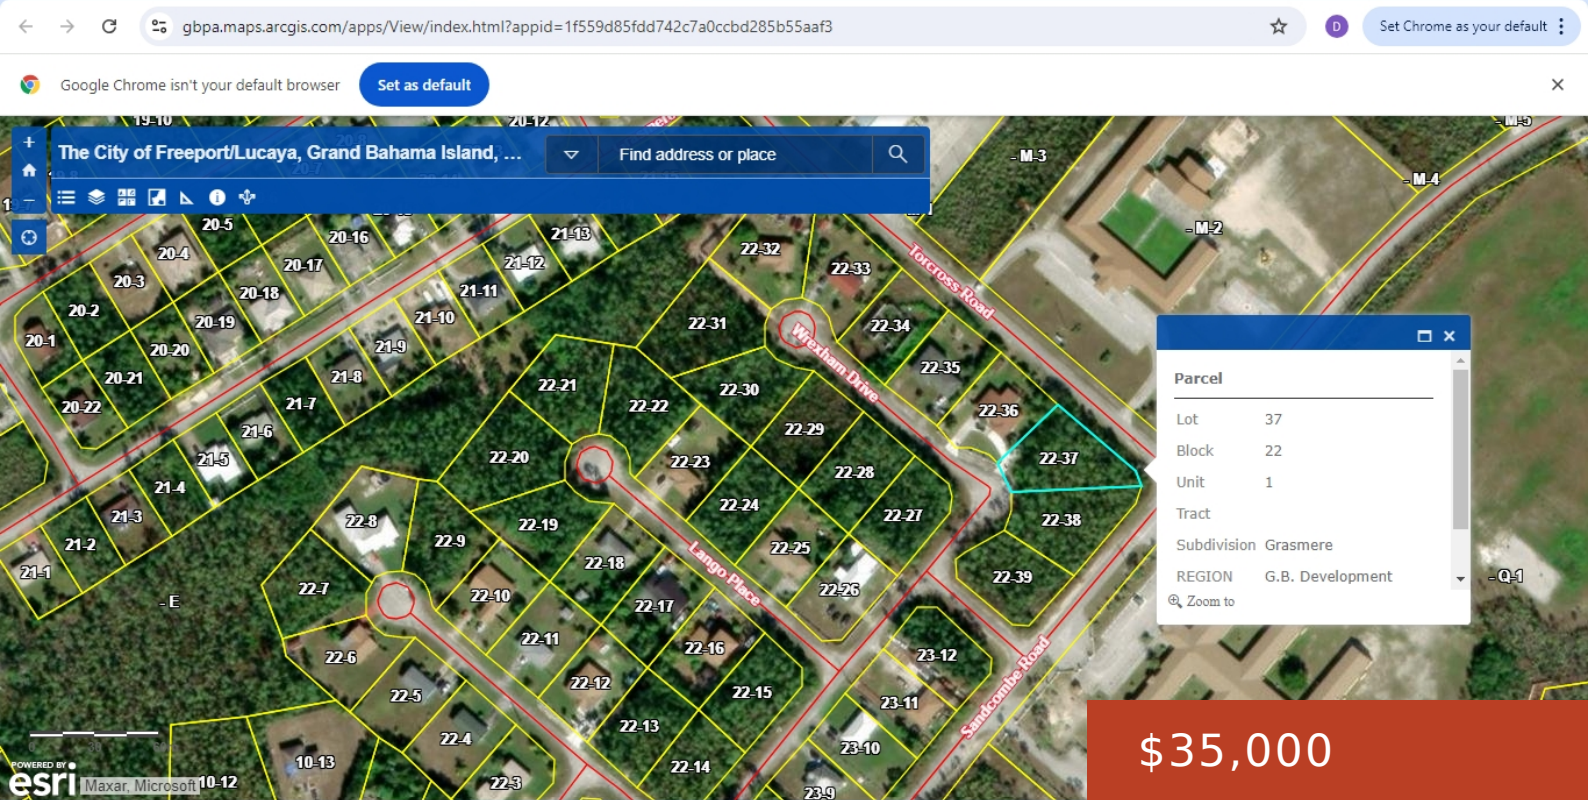 gbpa.maps.arcgis.com/apps/View/index.html?appid=1f559d85fdd742c7a0ccbd285b55aaf3
D
Set Chrome as your default
Google Chrome isn't your default browser
Set as default
19-10
20-12
- M-5
The City of Freeport/Lucaya, Grand Bahama Island, ...
Find address or place
- M-3
- M-4
- M-2
20-5
20-16
21-13
20-4
20-17
21-12
22-32
22-33
Torcross Road
20-3
20-18
21-11
20-2
20-19
21-10
22-31
22-34
Wrexham Drive
20-1
20-20
21-9
22-35
20-21
21-8
22-21
22-30
20-22
21-7
22-22
22-36
21-6
22-29
21-5
22-20
22-23
22-28
22-37
21-4
22-24
22-27
21-3
22-8
22-19
22-38
21-2
22-9
22-25
21-1
22-18
Lango Place
22-26
22-39
22-7
22-10
22-17
- E
- Q-1
22-11
22-16
23-12
22-6
22-12
22-15
Sandcombe Road
22-5
22-13
23-11
22-4
23-10
10-13
22-14
10-12
22-3
23-9
Parcel
Lot 37
Block 22
Unit 1
Tract
Subdivision Grasmere
REGION G.B. Development
Zoom to
POWERED BY
esri
Maxar, Microsoft
$35,000